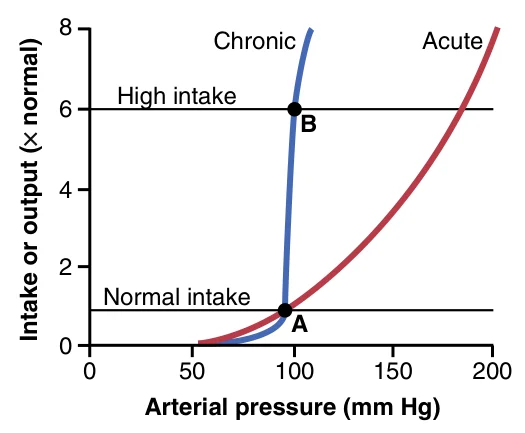 Intake or output (× normal)
8
6
4
2
0
Chronic
Acute
High intake
B
Normal intake
A
0
50
100
150
200
Arterial pressure (mm Hg)